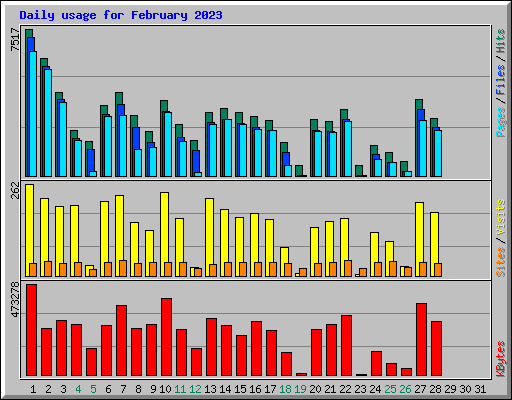 Daily usage for February 2023
7517
Pages / Files / Hits
262
Sites / Visits
473278
KBytes
1 2 3 4 5 6 7 8 9 10 11 12 13 14 15 16 17 18 19 20 21 22 23 24 25 26 27 28 29 30 31